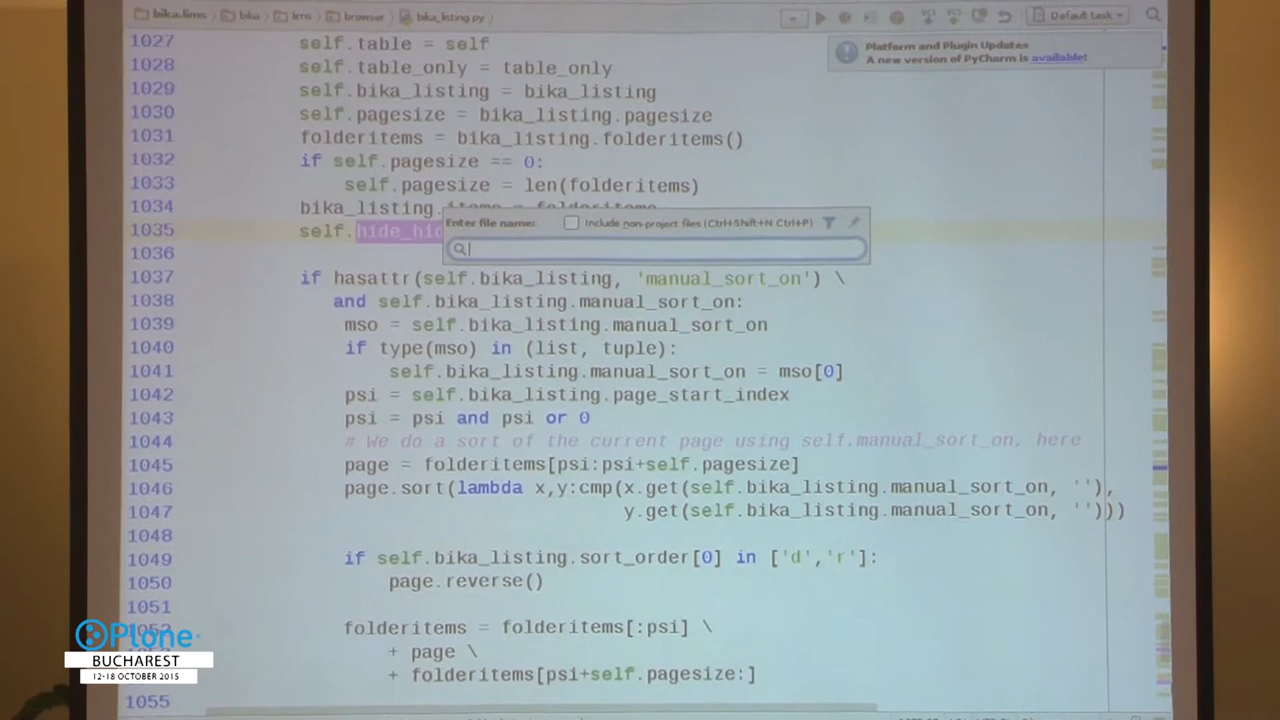 bika.lims bika lims browser bika_listing.py
Default task
Platform and Plugin Updates
A new version of PyCharm is available!
1027 self.table = self
1028 self.table_only = table_only
1029 self.bika_listing = bika_listing
1030 self.pagesize = bika_listing.pagesize
1031 folderitems = bika_listing.folderitems()
1032 if self.pagesize == 0:
1033 self.pagesize = len(folderitems)
1034 bika_listing.items = folderitems
1035 self.hide_hid
Enter file name: Include non-project files (Ctrl+Shift+N Ctrl+P)
1036
1037 if hasattr(self.bika_listing, 'manual_sort_on') \
1038 and self.bika_listing.manual_sort_on:
1039 mso = self.bika_listing.manual_sort_on
1040 if type(mso) in (list, tuple):
1041 self.bika_listing.manual_sort_on = mso[0]
1042 psi = self.bika_listing.page_start_index
1043 psi = psi and psi or 0
1044 # We do a sort of the current page using self.manual_sort_on, here
1045 page = folderitems[psi:psi+self.pagesize]
1046 page.sort(lambda x,y:cmp(x.get(self.bika_listing.manual_sort_on, ''),
1047 y.get(self.bika_listing.manual_sort_on, '')))
1048
1049 if self.bika_listing.sort_order[0] in ['d','r']:
1050 page.reverse()
1051
folderitems = folderitems[:psi] \
+ page \
+ folderitems[psi+self.pagesize:]
1055
Plone
BUCHAREST
12-18 OCTOBER 2015